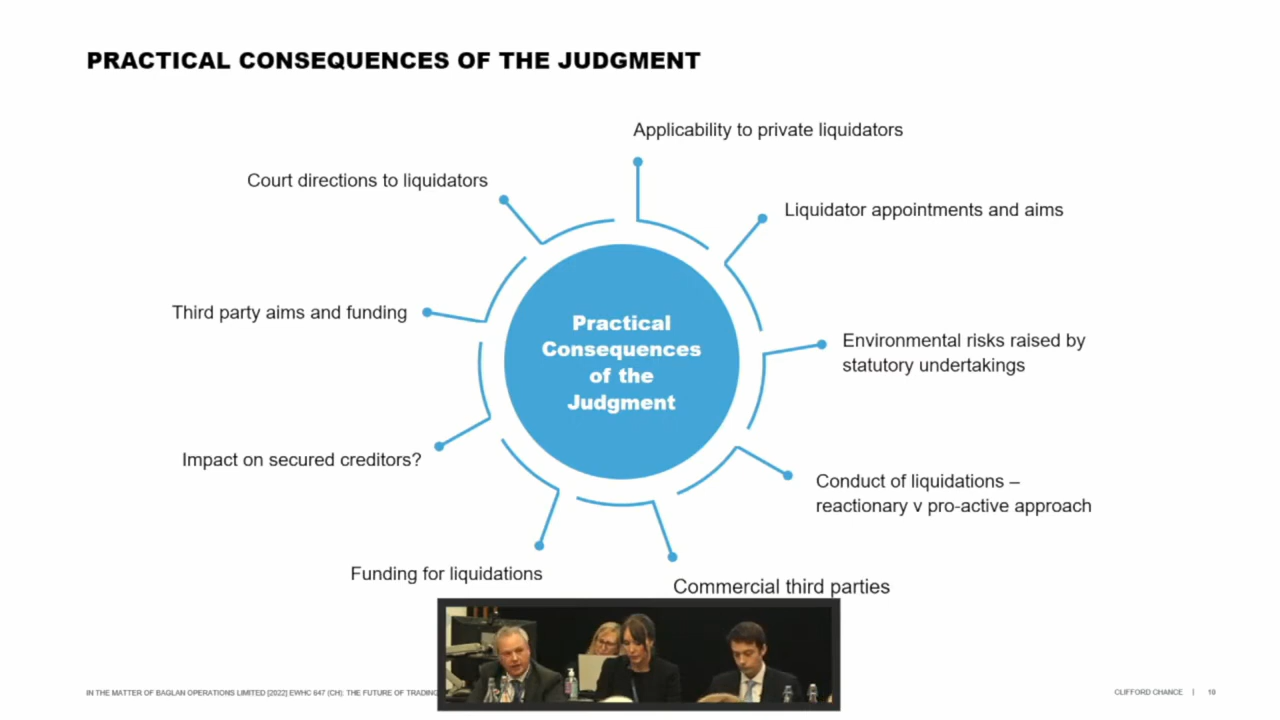 PRACTICAL CONSEQUENCES OF THE JUDGMENT
Applicability to private liquidators
Court directions to liquidators
Liquidator appointments and aims
Third party aims and funding
Environmental risks raised by
statutory undertakings
Practical
Consequences
of the
Judgment
Impact on secured creditors?
Conduct of liquidations –
reactionary v pro-active approach
Funding for liquidations
Commercial third parties
IN THE MATTER OF BAGLAN OPERATIONS LIMITED [2022] EWHC 647 (CH): THE FUTURE OF TRADING
CLIFFORD CHANCE | 10